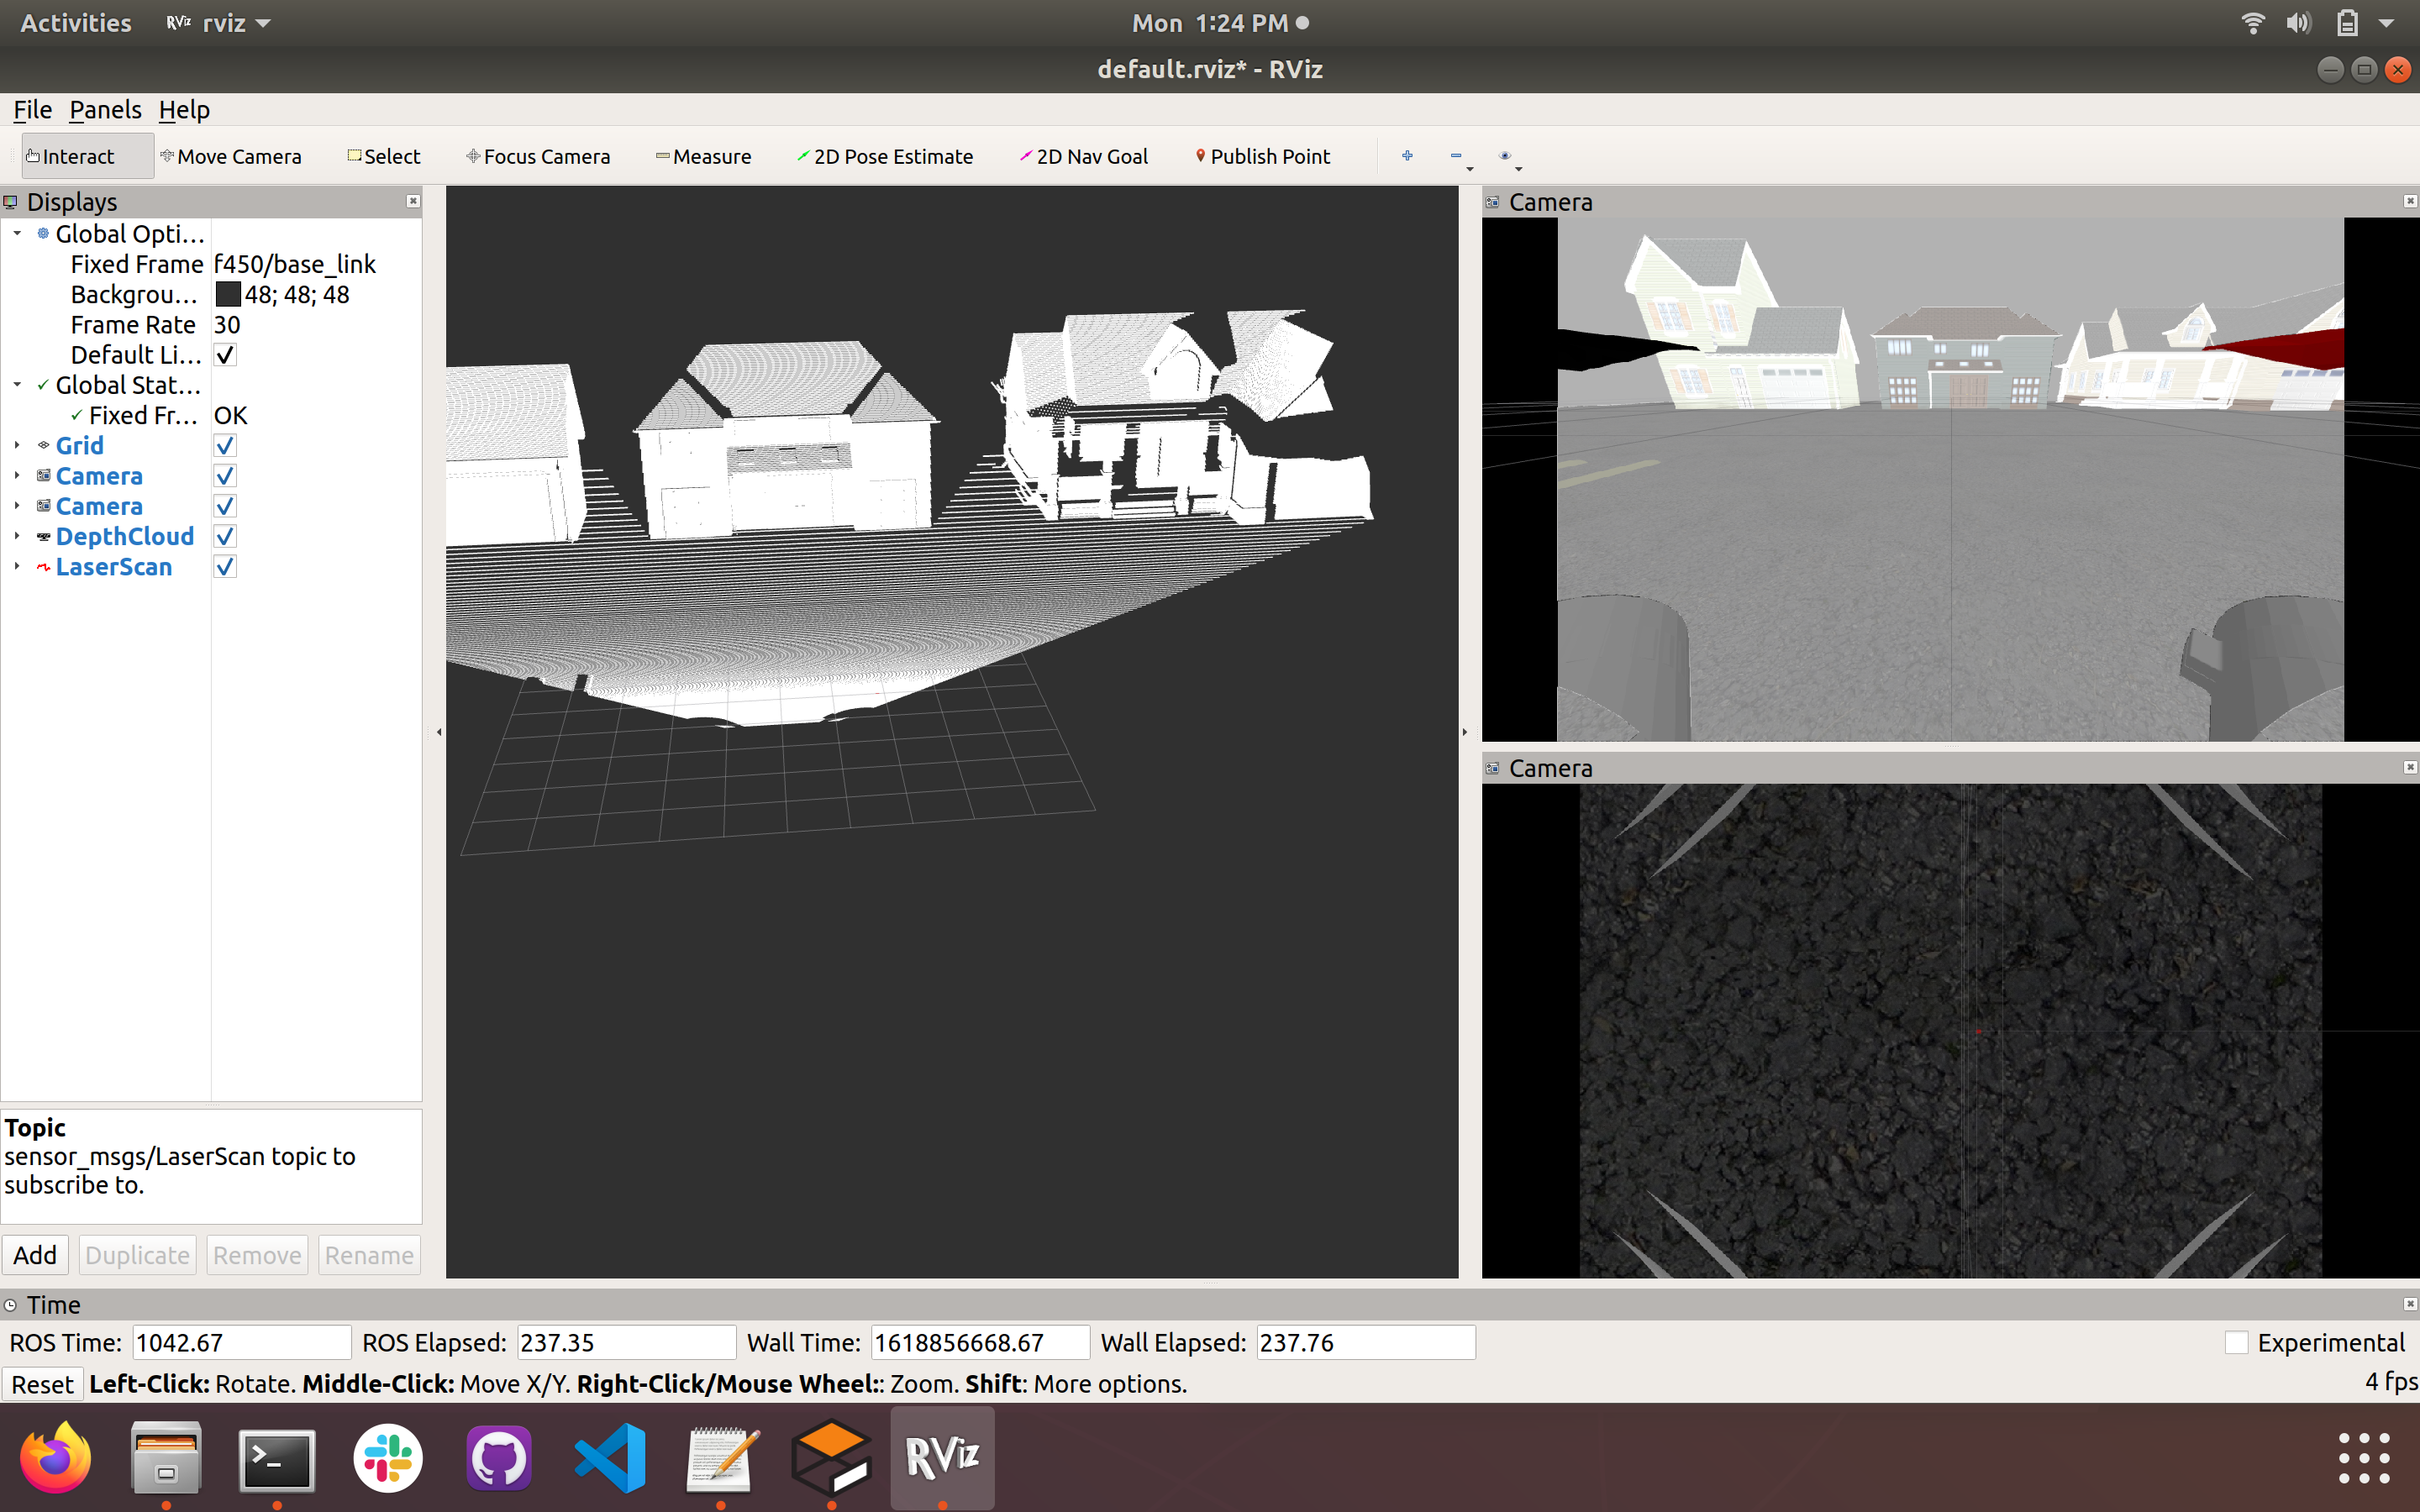 Activities RViz rviz Mon 1:24 PM
default.rviz* - RViz
File Panels Help
Interact Move Camera Select Focus Camera Measure 2D Pose Estimate 2D Nav Goal Publish Point
Displays
Global Opti...
Fixed Frame f450/base_link
Backgrou... 48; 48; 48
Frame Rate 30
Default Li...
Global Stat...
Fixed Fr... OK
Grid
Camera
Camera
DepthCloud
LaserScan
Topic
sensor_msgs/LaserScan topic to
subscribe to.
Add Duplicate Remove Rename
Camera
Camera
Time
ROS Time: 1042.67 ROS Elapsed: 237.35 Wall Time: 1618856668.67 Wall Elapsed: 237.76 Experimental
Reset Left-Click: Rotate. Middle-Click: Move X/Y. Right-Click/Mouse Wheel:: Zoom. Shift: More options. 4 fps
RViz